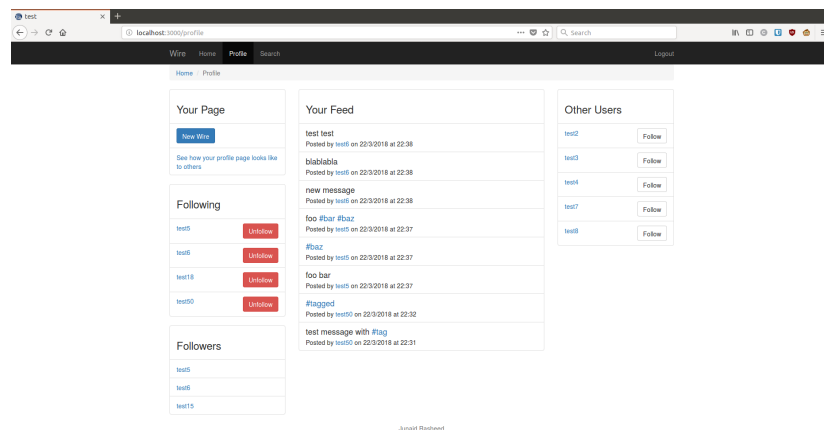 test
localhost:3000/profile
Search
Wire Home Profile Search Logout
Home / Profile
Your Page
New Wire
See how your profile page looks like
to others
Following
test5 Unfollow
test6 Unfollow
test18 Unfollow
test50 Unfollow
Followers
test5
test6
test15
Your Feed
test test
Posted by test6 on 22/3/2018 at 22:38
blablabla
Posted by test6 on 22/3/2018 at 22:38
new message
Posted by test6 on 22/3/2018 at 22:38
foo #bar #baz
Posted by test5 on 22/3/2018 at 22:37
#baz
Posted by test5 on 22/3/2018 at 22:37
foo bar
Posted by test5 on 22/3/2018 at 22:37
#tagged
Posted by test50 on 22/3/2018 at 22:32
test message with #tag
Posted by test50 on 22/3/2018 at 22:31
Other Users
test2 Follow
test3 Follow
test4 Follow
test7 Follow
test8 Follow
Junaid Rasheed